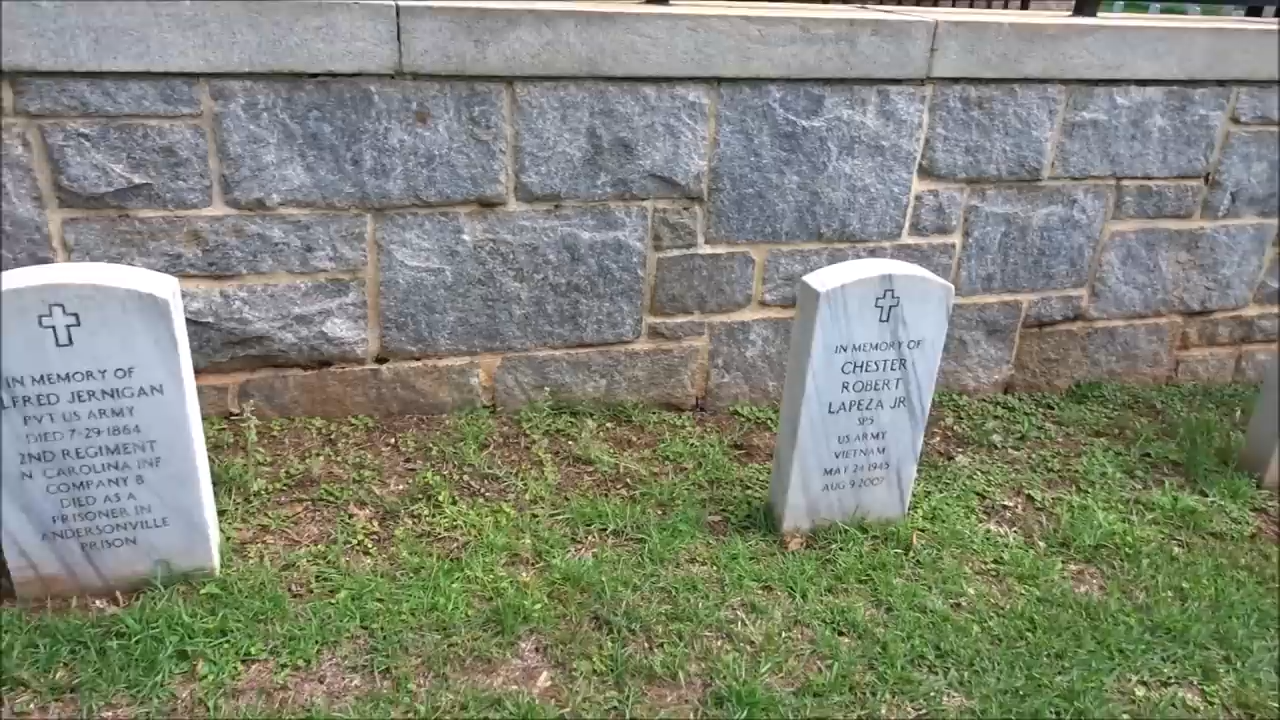 IN MEMORY OF
LFRED JERNIGAN
PVT US ARMY
DIED 7-29-1864
2ND REGIMENT
N CAROLINA INF
COMPANY B
DIED AS A
PRISONER IN
ANDERSONVILLE
PRISON
IN MEMORY OF
CHESTER
ROBERT
LAPEZA JR
SP5
US ARMY
VIETNAM
MAY 24 1945
AUG 9 2007